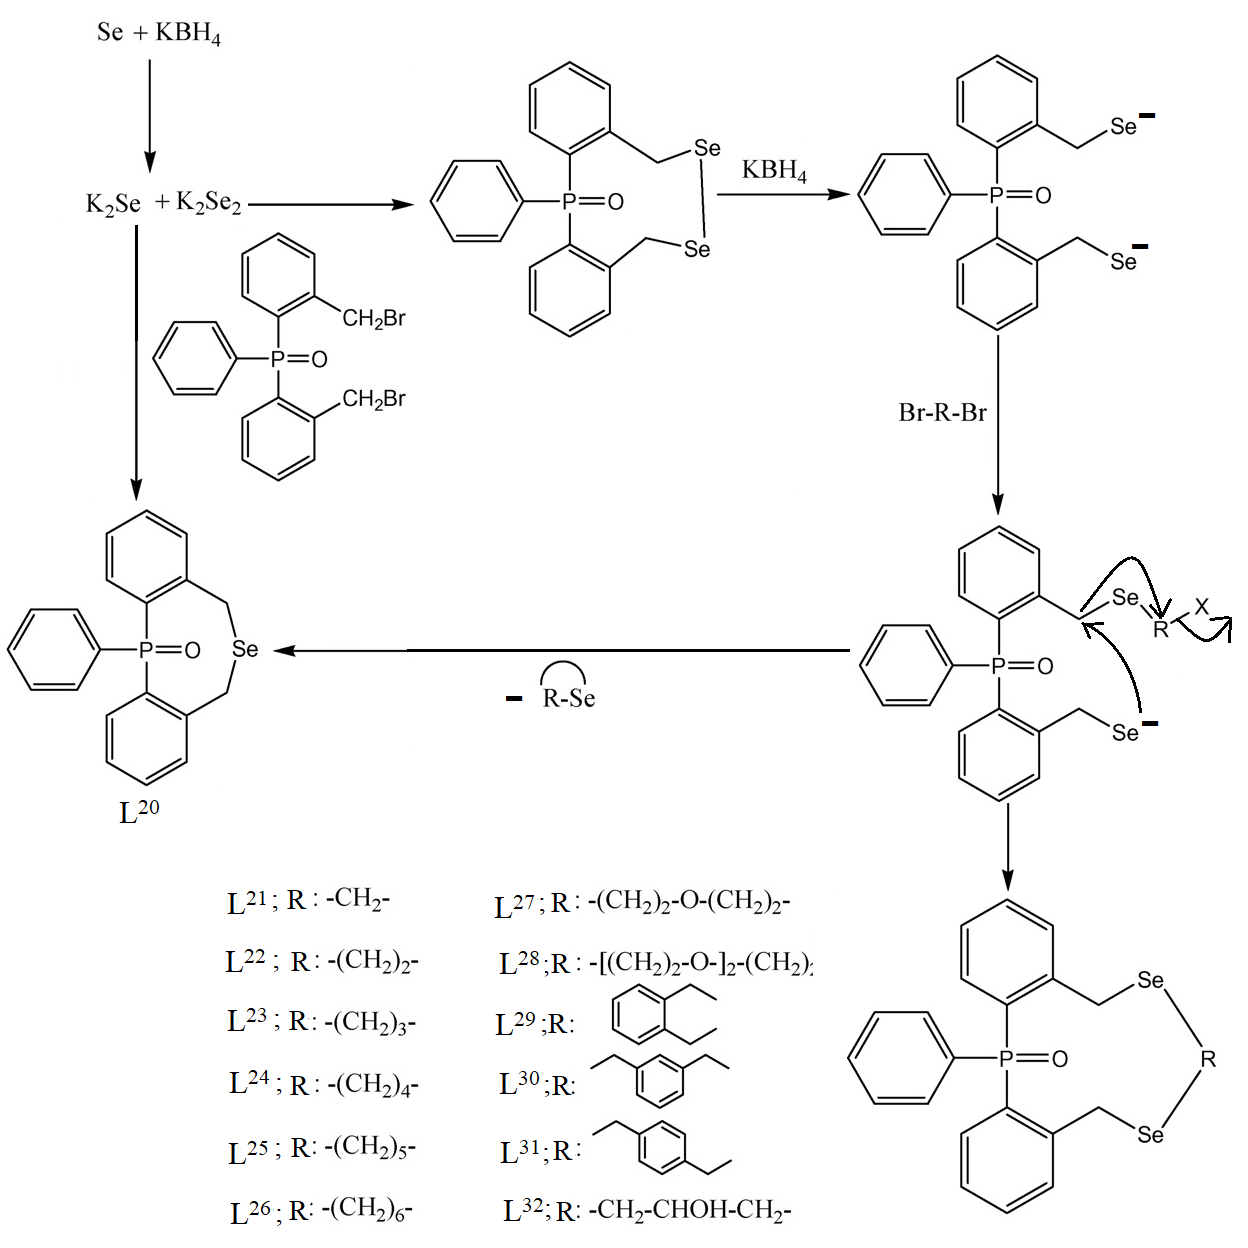 Se + KBH₄
K₂Se + K₂Se₂
P=O
Se
Se
KBH₄
P=O
Se⁻
Se⁻
P=O
CH₂Br
CH₂Br
Br-R-Br
P=O
Se
L²⁰
- R-Se
P=O
Se
R
X
Se⁻
L²¹; R: -CH₂-
L²²; R: -(CH₂)₂-
L²³; R: -(CH₂)₃-
L²⁴; R: -(CH₂)₄-
L²⁵; R: -(CH₂)₅-
L²⁶; R: -(CH₂)₆-
L²⁷; R: -(CH₂)₂-O-(CH₂)₂-
L²⁸;R: -[(CH₂)₂-O-]₂-(CH₂)
L²⁹;R:
L³⁰;R:
L³¹;R:
L³²;R: -CH₂-CHOH-CH₂-
P=O
Se
R
Se